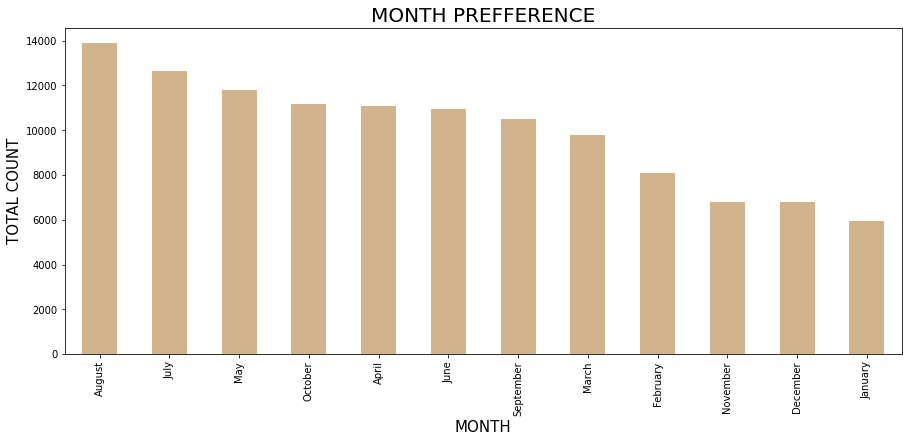 MONTH PREFFERENCE
TOTAL COUNT
14000
12000
10000
8000
6000
4000
2000
0
August
July
May
October
April
June
September
March
February
November
December
January
MONTH